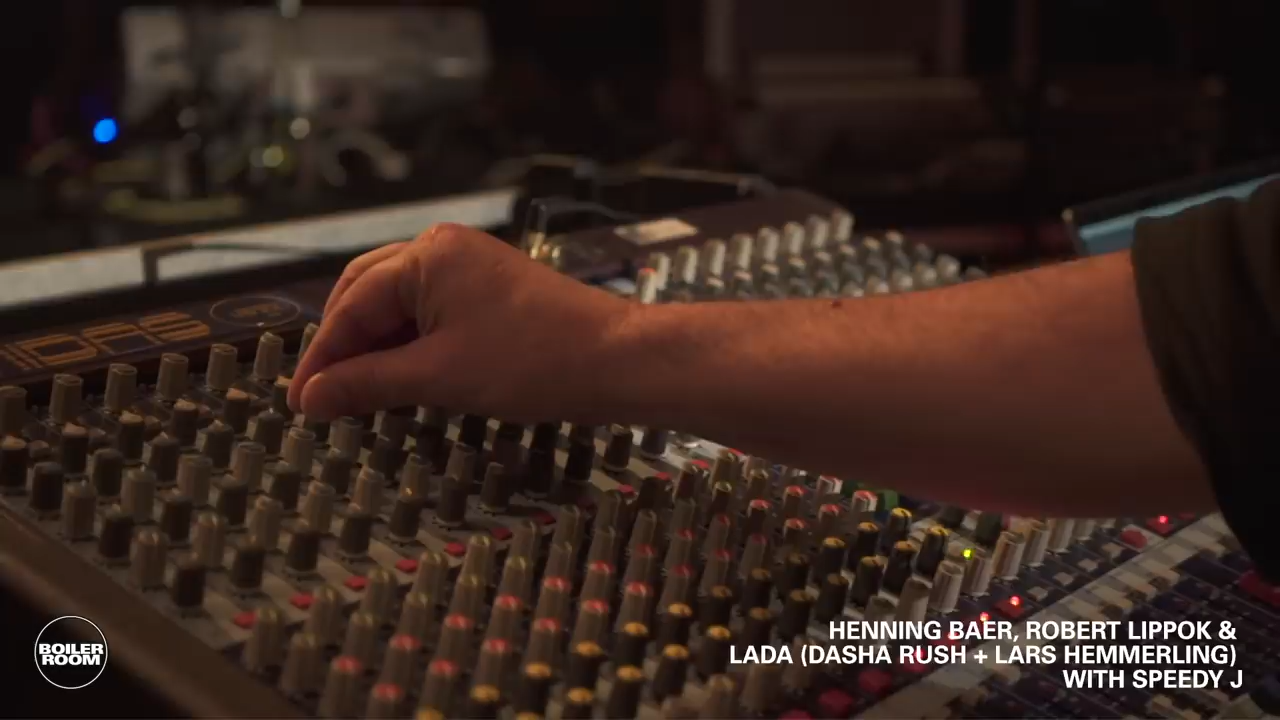 BOILER
ROOM
HENNING BAER, ROBERT LIPPOK &
LADA (DASHA RUSH + LARS HEMMERLING)
WITH SPEEDY J